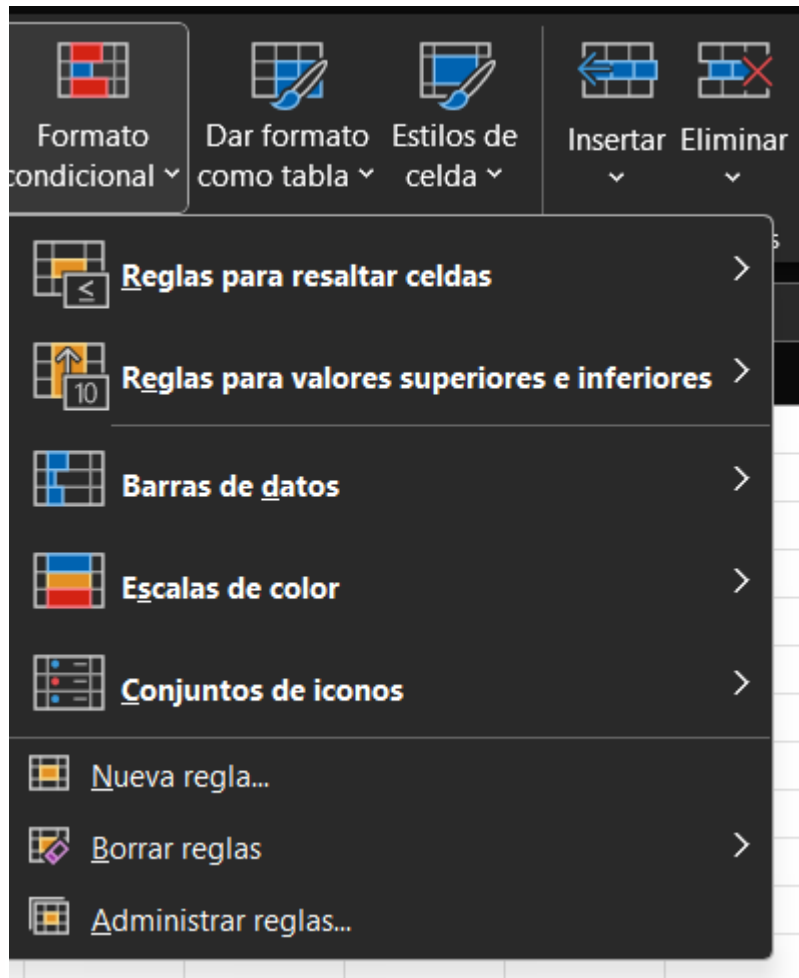 Formato
condicional
Dar formato
como tabla
Estilos de
celda
Insertar
Eliminar
≤
Reglas para resaltar celdas
10
Reglas para valores superiores e inferiores
Barras de datos
Escalas de color
Conjuntos de iconos
Nueva regla...
Borrar reglas
Administrar reglas...